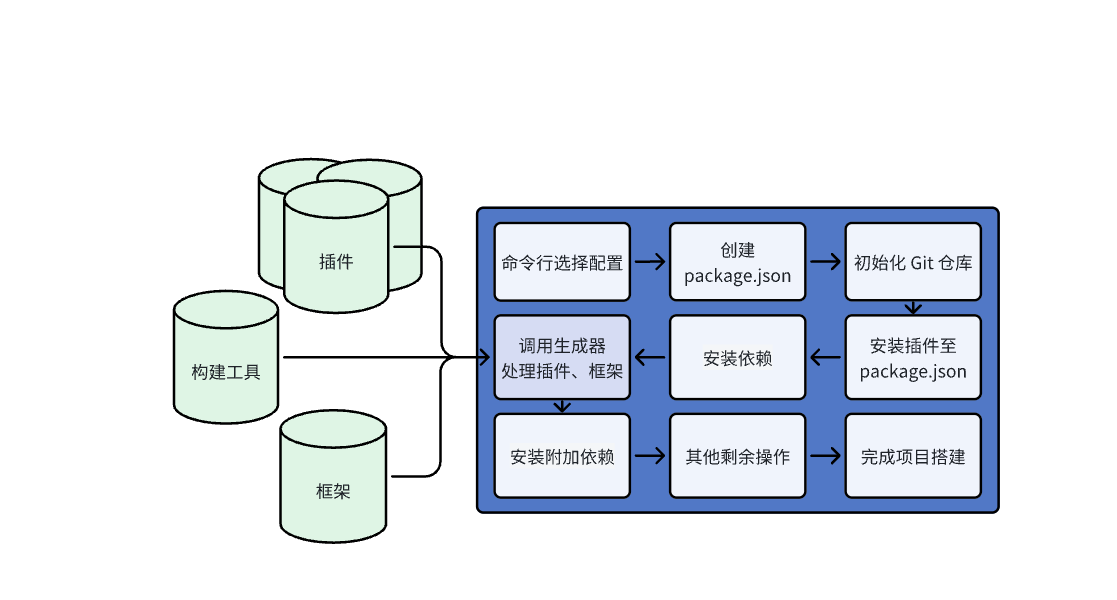 插件
构建工具
框架
命令行选择配置
创建
package.json
初始化 Git 仓库
安装插件至
package.json
安装依赖
调用生成器
处理插件、框架
安装附加依赖
其他剩余操作
完成项目搭建